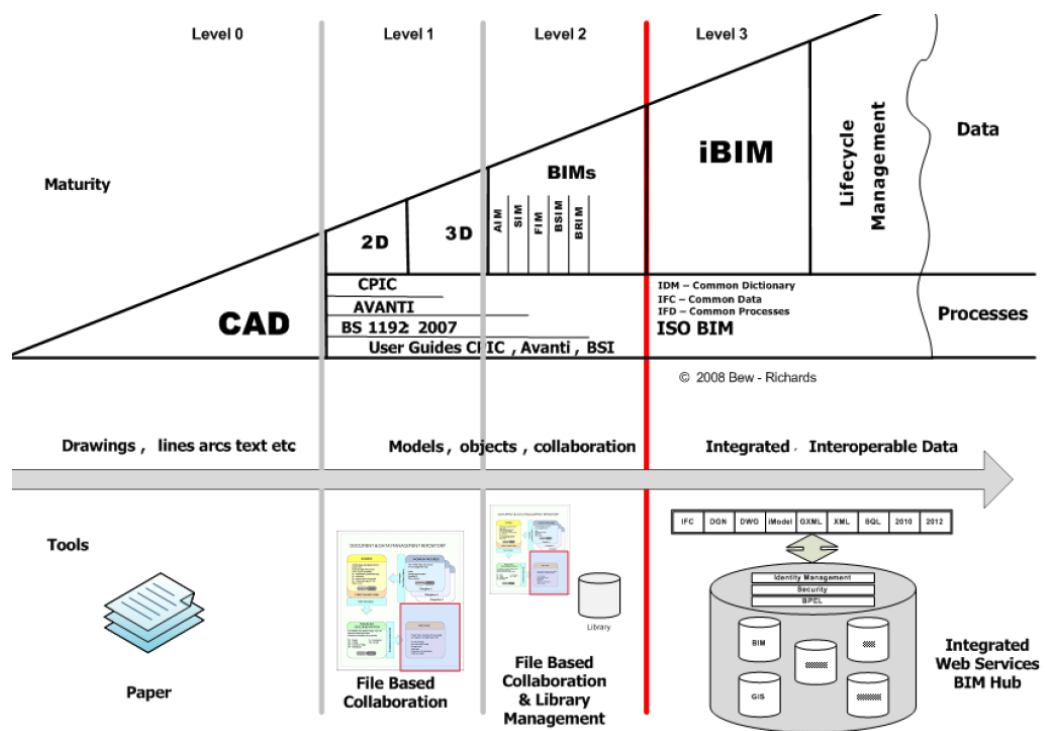 Level 0
Level 1
Level 2
Level 3
Maturity
CAD
2D
3D
BIMs
AIM
SIM
FIM
BSIM
BRIM
iBIM
Lifecycle
Management
Data
CPIC
AVANTI
BS 1192: 2007
User Guides CPIC , Avanti , BSI
IDM – Common Dictionary
IFC – Common Data
IFD – Common Processes
ISO BIM
Processes
© 2008 Bew - Richards
Drawings , lines arcs text etc
Models , objects , collaboration
Integrated , Interoperable Data
Tools
Paper
DOCUMENT & DATA MANAGEMENT REPOSITORY
File Based
Collaboration
Library
File Based
Collaboration
& Library
Management
IFC
DGN
DWG
iModel
GXML
XML
SQL
2010
2012
Identity Management
Security
BPEL
BIM
GIS
Integrated
Web Services
BIM Hub